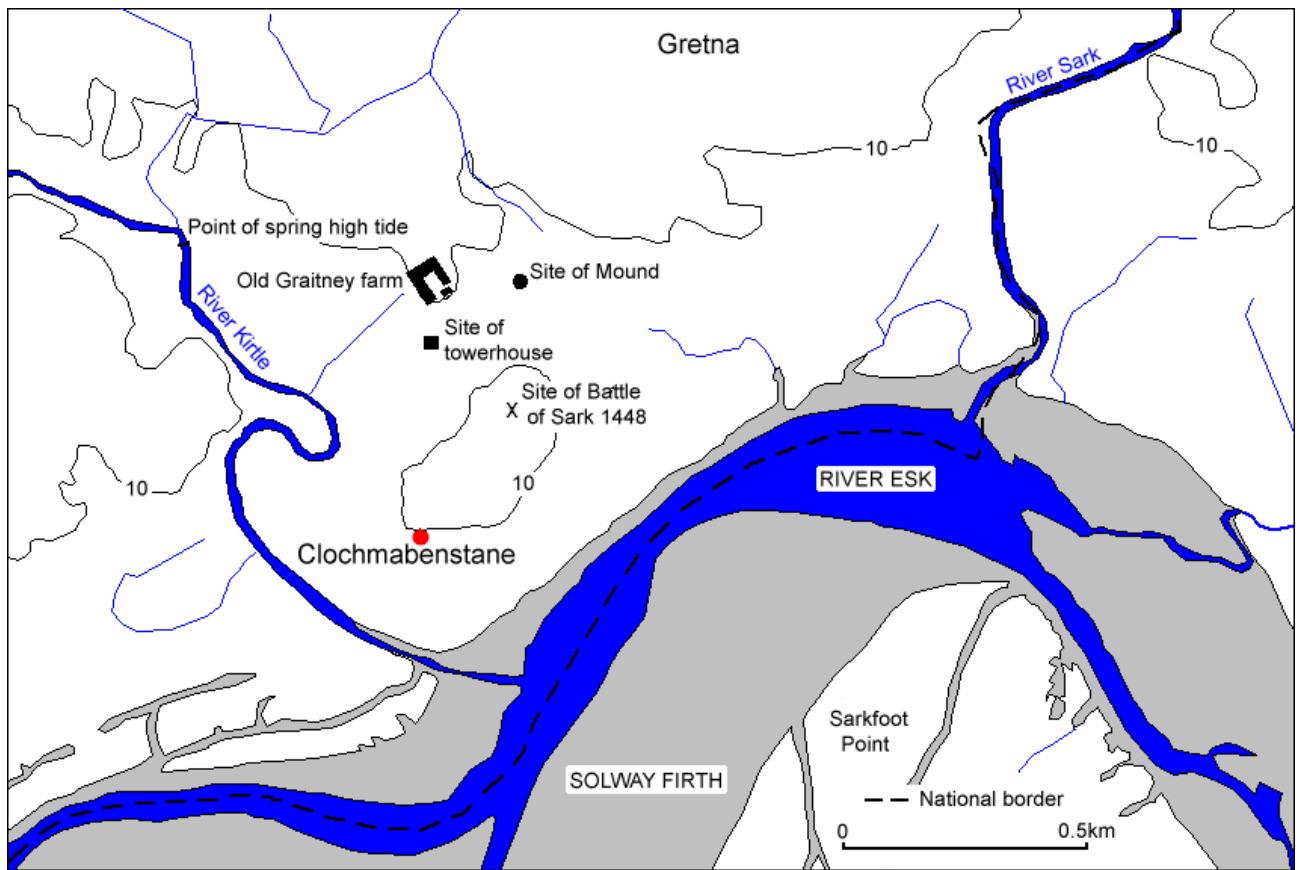 Gretna
River Sark
10
10
Point of spring high tide
Old Graitney farm
Site of Mound
River Kirtle
Site of
towerhouse
Site of Battle
of Sark 1448
X
10
10
RIVER ESK
Clochmabenstane
Sarkfoot
Point
SOLWAY FIRTH
National border
0
0.5km